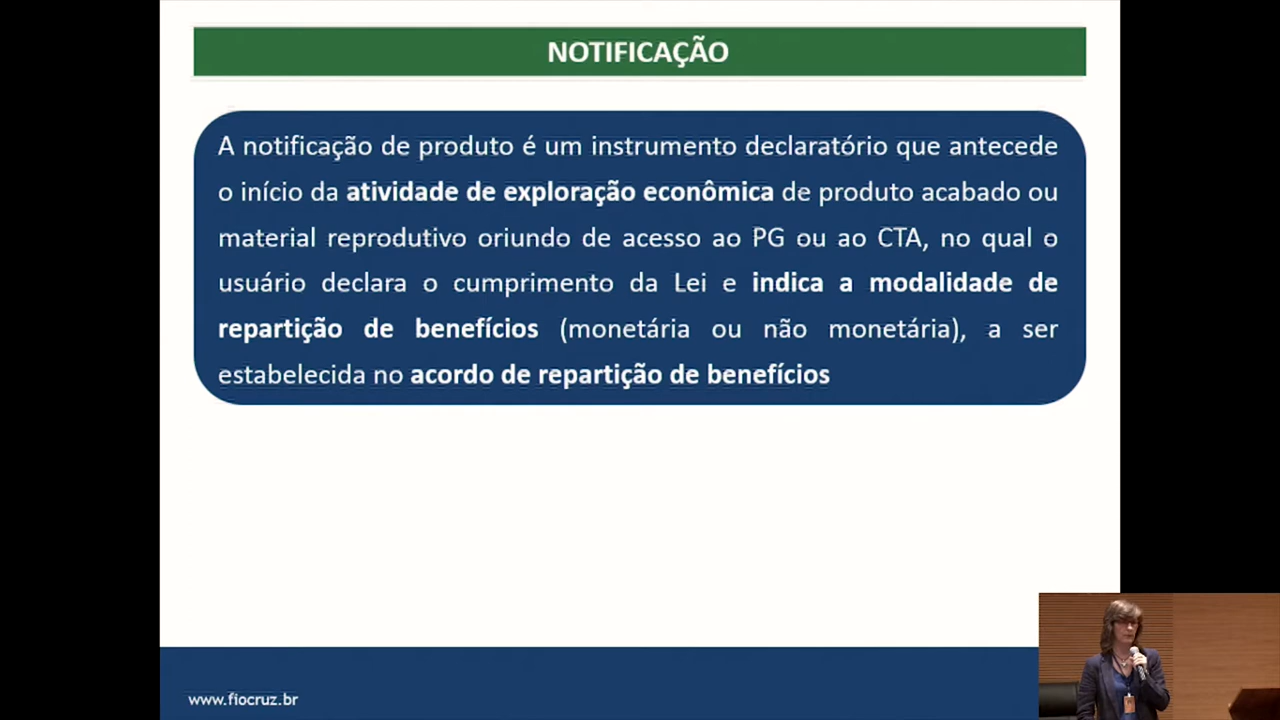 NOTIFICAÇÃO
A notificação de produto é um instrumento declaratório que antecede
o início da atividade de exploração econômica de produto acabado ou
material reprodutivo oriundo de acesso ao PG ou ao CTA, no qual o
usuário declara o cumprimento da Lei e indica a modalidade de
repartição de benefícios (monetária ou não monetária), a ser
estabelecida no acordo de repartição de benefícios
www.fiocruz.br